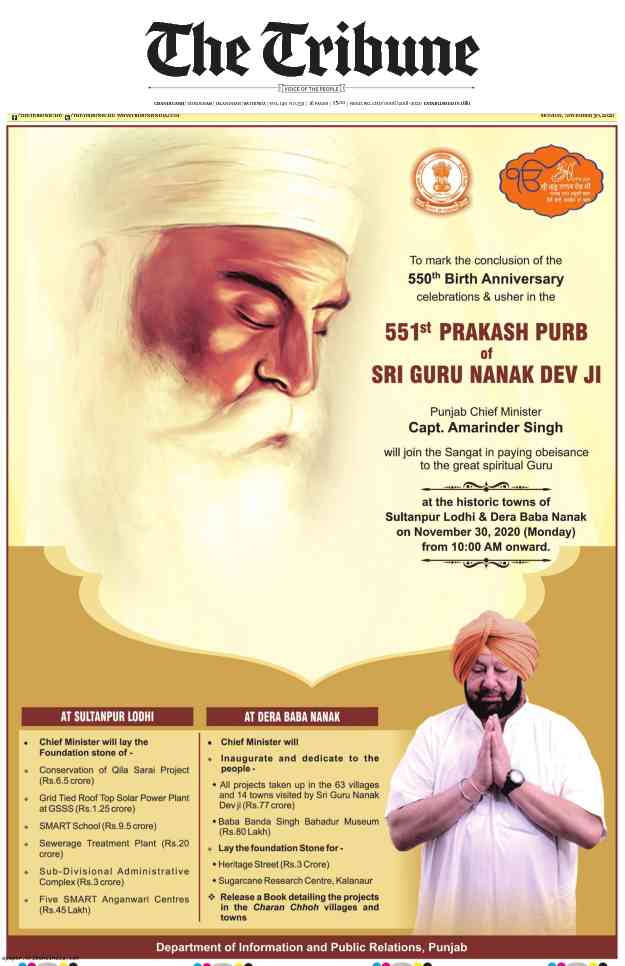 The Tribune
VOICE OF THE PEOPLE
To mark the conclusion of the
550th Birth Anniversary
celebrations & usher in the
551st PRAKASH PURB
of
SRI GURU NANAK DEV JI
Punjab Chief Minister
Capt. Amarinder Singh
will join the Sangat in paying obeisance
to the great spiritual Guru
at the historic towns of
Sultanpur Lodhi & Dera Baba Nanak
on November 30, 2020 (Monday)
from 10:00 AM onward.
AT SULTANPUR LODHI
• Chief Minister will lay the
Foundation stone of -
Conservation of Qila Sarai Project
(Rs.6.5 crore)
Grid Tied Roof Top Solar Power Plant
at GSSS (Rs.1.25 crore)
SMART School (Rs.9.5 crore)
Sewerage Treatment Plant (Rs.20
crore)
Sub-Divisional Administrative
Complex (Rs.3 crore)
Five SMART Anganwari Centres
(Rs.45 Lakh)
AT DERA BABA NANAK
• Chief Minister will
Inaugurate and dedicate to the
people -
• All projects taken up in the 63 villages
and 14 towns visited by Sri Guru Nanak
Dev ji (Rs.77 crore)
• Baba Banda Singh Bahadur Museum
(Rs.80 Lakh)
Lay the foundation Stone for -
• Heritage Street (Rs.3 Crore)
• Sugarcane Research Centre, Kalanaur
❖ Release a Book detailing the projects
in the Charan Chhoh villages and
towns
Department of Information and Public Relations, Punjab